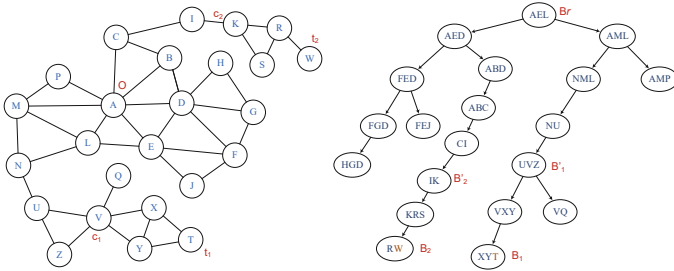 I
c₂
K
R
C
t₂
B
H
S
W
P
O
M
A
D
G
L
E
F
N
Q
J
U
V
X
c₁
Z
Y
T
t₁
AEL
Br
AED
AML
FED
ABD
NML
AMP
ABC
FGD
FEJ
NU
CI
HGD
UVZ
B'₁
IK
B'₂
KRS
VXY
VQ
RW
B₂
XYT
B₁